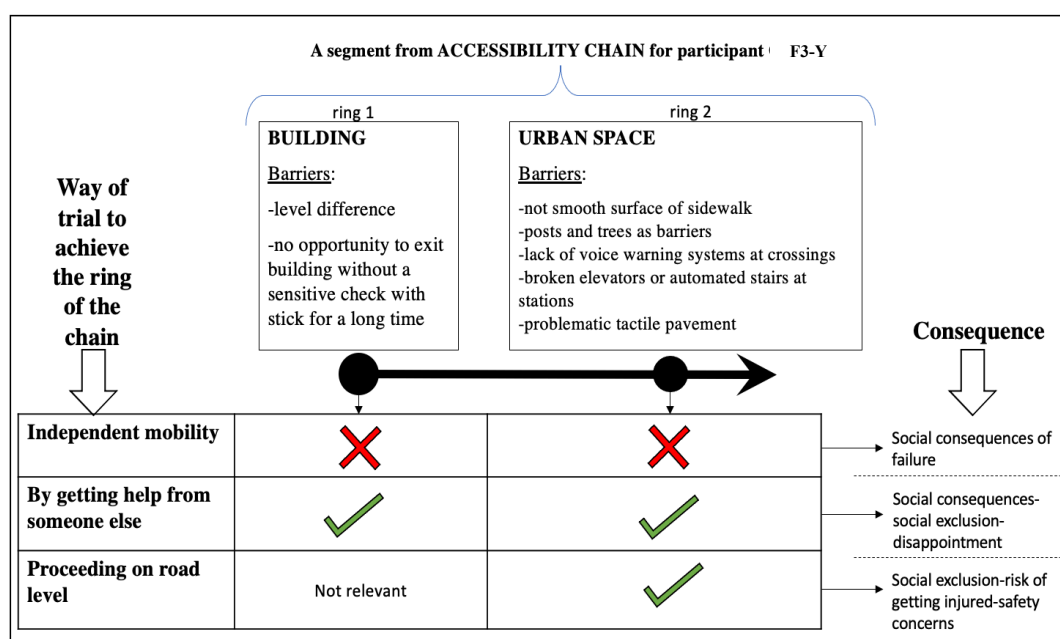 A segment from ACCESSIBILITY CHAIN for participant F3-Y
ring 1
ring 2
BUILDING
Barriers:
-level difference
-no opportunity to exit
building without a
sensitive check with
stick for a long time
URBAN SPACE
Barriers:
-not smooth surface of sidewalk
-posts and trees as barriers
-lack of voice warning systems at crossings
-broken elevators or automated stairs at
stations
-problematic tactile pavement
Way of
trial to
achieve
the ring
of the
chain
Consequence
Independent mobility
Social consequences of
failure
By getting help from
someone else
Social consequences-
social exclusion-
disappointment
Proceeding on road
level
Not relevant
Social exclusion-risk of
getting injured-safety
concerns